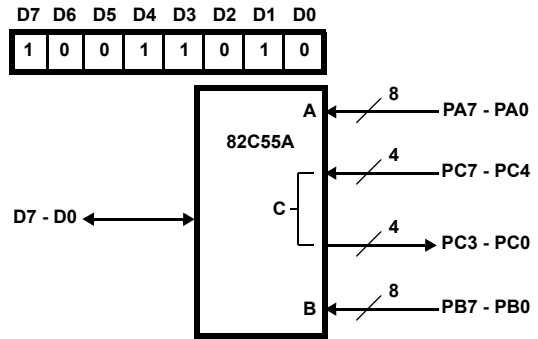 D7 D6 D5 D4 D3 D2 D1 D0
1 0 0 1 1 0 1 0
A 8 PA7 - PA0
82C55A
4 PC7 - PC4
C
D7 - D0
4 PC3 - PC0
B 8 PB7 - PB0